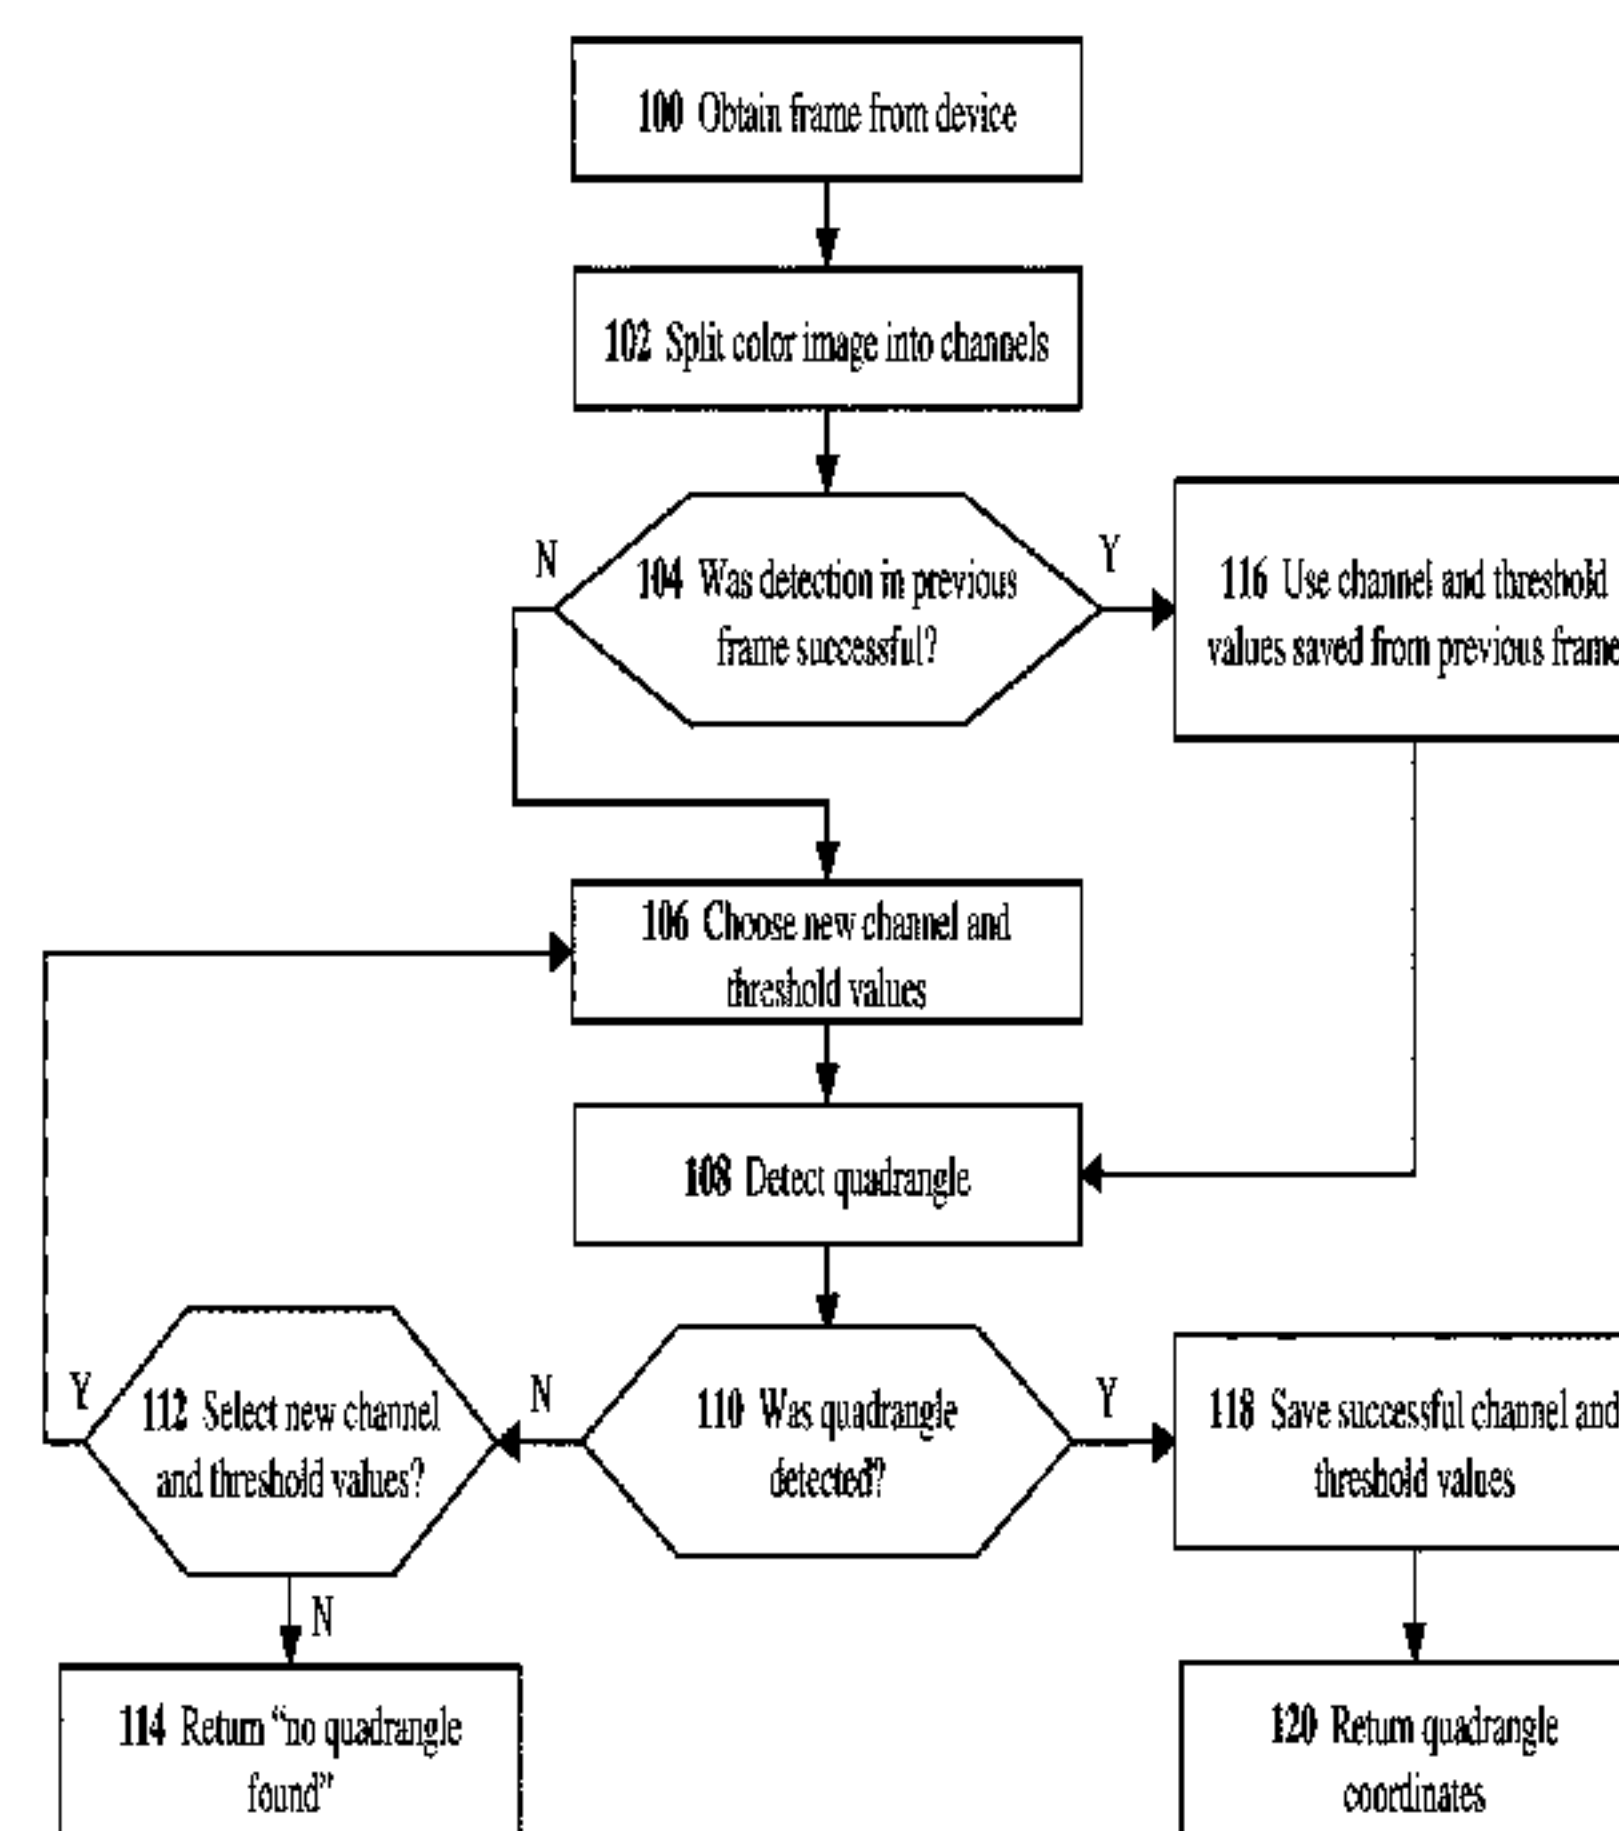 100 Obtain frame from device
102 Split color image into channels
N
Y
104 Was detection in previous
frame successful?
116 Use channel and threshold
values saved from previous frame
106 Choose new channel and
threshold values
108 Detect quadrangle
Y
112 Select new channel
and threshold values?
N
110 Was quadrangle
detected?
Y
118 Save successful channel and
threshold values
N
114 Return “no quadrangle
found”
120 Return quadrangle
coordinates